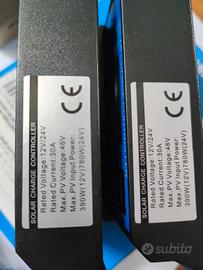 SOLAR CHARGE CONTROLLER
Rated Voltage:12V/24V
Rated Current:30A
Max.PV Voltage:46V
Max.PV Input Power:
390W(12V)780W(24V)
CE
SOLAR CHARGE CONTROLLER
Rated Voltage:12V/24V
Rated Current:30A
Max.PV Voltage:46V
Max.PV Input Power:
390W(12V)780W(24V)
CE
subito